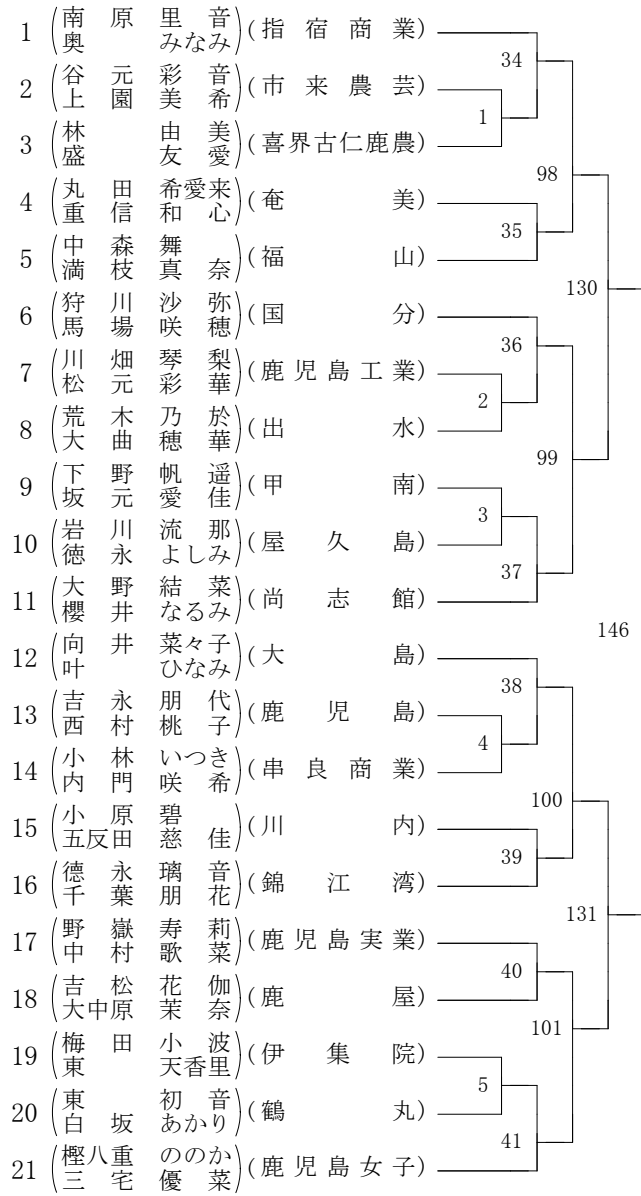 1 (南原里音 奥みなみ)(指宿商業)
2 (谷元彩音 上園美希)(市来農芸)
3 (林由美 盛友愛)(喜界古仁鹿農)
4 (丸田希愛来 重信和心)(奄美)
5 (中森舞 満枝真奈)(福山)
6 (狩川沙弥 馬場咲穂)(国分)
7 (川畑琴梨 松元彩華)(鹿児島工業)
8 (荒木乃於 大曲穂華)(出水)
9 (下野帆遥 坂元愛佳)(甲南)
10 (岩川流那 徳永よしみ)(屋久島)
11 (大野結菜 櫻井なるみ)(尚志館)
12 (向井菜々子 叶ひなみ)(大島)
13 (吉永朋代 西村桃子)(鹿児島)
14 (小林いつき 内門咲希)(串良商業)
15 (小原碧 五反田慈佳)(川内)
16 (德永璃音 千葉朋花)(錦江湾)
17 (野嶽寿莉 中村歌菜)(鹿児島実業)
18 (吉松花伽 大中原茉奈)(鹿屋)
19 (梅田小波 東天香里)(伊集院)
20 (東初音 白坂あかり)(鶴丸)
21 (樫八重ののか 三宅優菜)(鹿児島女子)
34
1
98
35
130
36
2
99
3
37
146
38
4
100
39
131
40
101
5
41